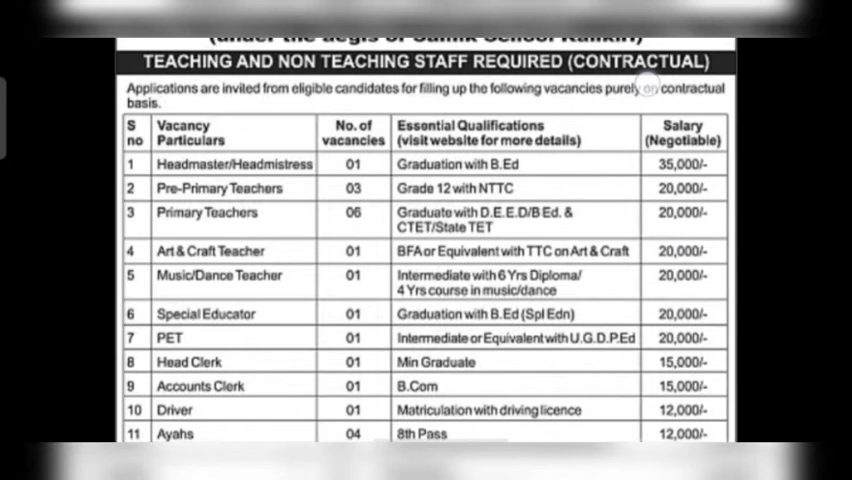 (under the aegis of Sainik School Kalikiri)
TEACHING AND NON TEACHING STAFF REQUIRED (CONTRACTUAL)
Applications are invited from eligible candidates for filling up the following vacancies purely on contractual
basis.
S no Vacancy Particulars No. of vacancies Essential Qualifications (visit website for more details) Salary (Negotiable)
1 Headmaster/Headmistress 01 Graduation with B.Ed 35,000/-
2 Pre-Primary Teachers 03 Grade 12 with NTTC 20,000/-
3 Primary Teachers 06 Graduate with D.E.E.D/B Ed. & 20,000/-
CTET/State TET
4 Art & Craft Teacher 01 BFA or Equivalent with TTC on Art & Craft 20,000/-
5 Music/Dance Teacher 01 Intermediate with 6 Yrs Diploma/ 20,000/-
4 Yrs course in music/dance
6 Special Educator 01 Graduation with B.Ed (Spl Edn) 20,000/-
7 PET 01 Intermediate or Equivalent with U.G.D.P.Ed 20,000/-
8 Head Clerk 01 Min Graduate 15,000/-
9 Accounts Clerk 01 B.Com 15,000/-
10 Driver 01 Matriculation with driving licence 12,000/-
11 Ayahs 04 8th Pass 12,000/-